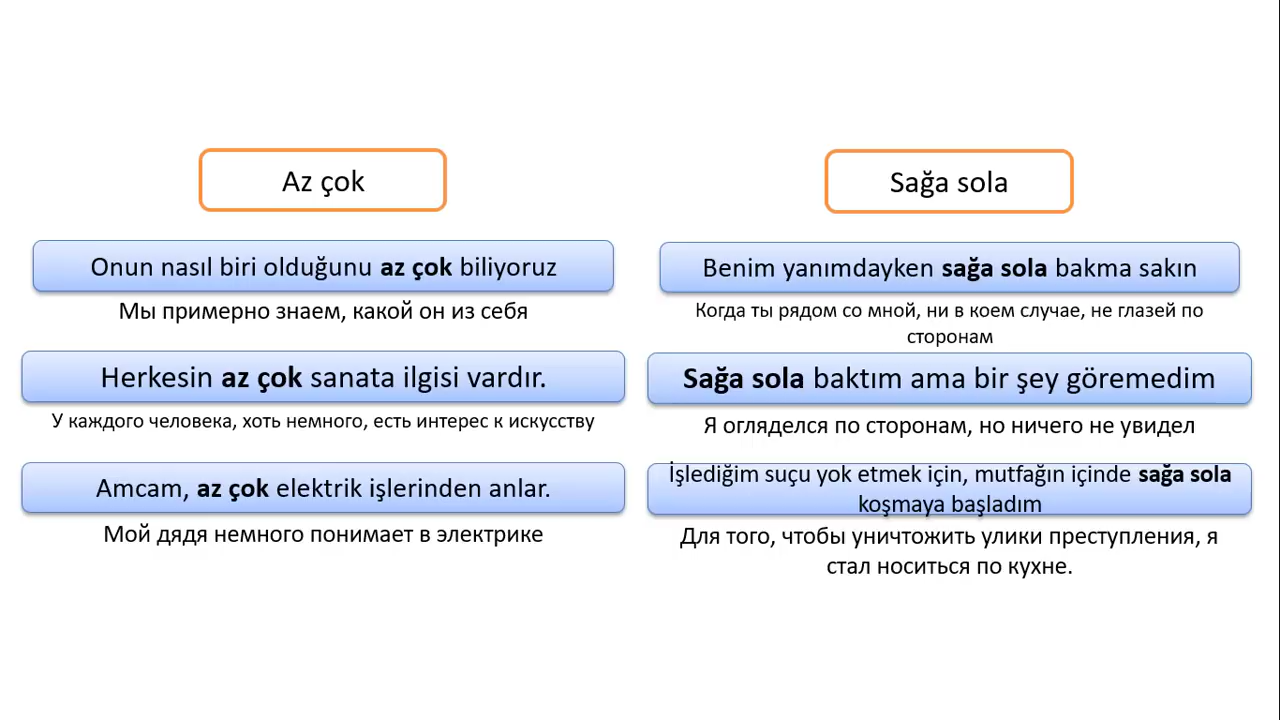 Az çok
Onun nasıl biri olduğunu az çok biliyoruz
Мы примерно знаем, какой он из себя
Herkesin az çok sanata ilgisi vardır.
У каждого человека, хоть немного, есть интерес к искусству
Amcam, az çok elektrik işlerinden anlar.
Мой дядя немного понимает в электрике
Sağa sola
Benim yanımdayken sağa sola bakma sakın
Когда ты рядом со мной, ни в коем случае, не глазей по
сторонам
Sağa sola baktım ama bir şey göremedim
Я огляделся по сторонам, но ничего не увидел
İşlediğim suçu yok etmek için, mutfağın içinde sağa sola
koşmaya başladım
Для того, чтобы уничтожить улики преступления, я
стал носиться по кухне.